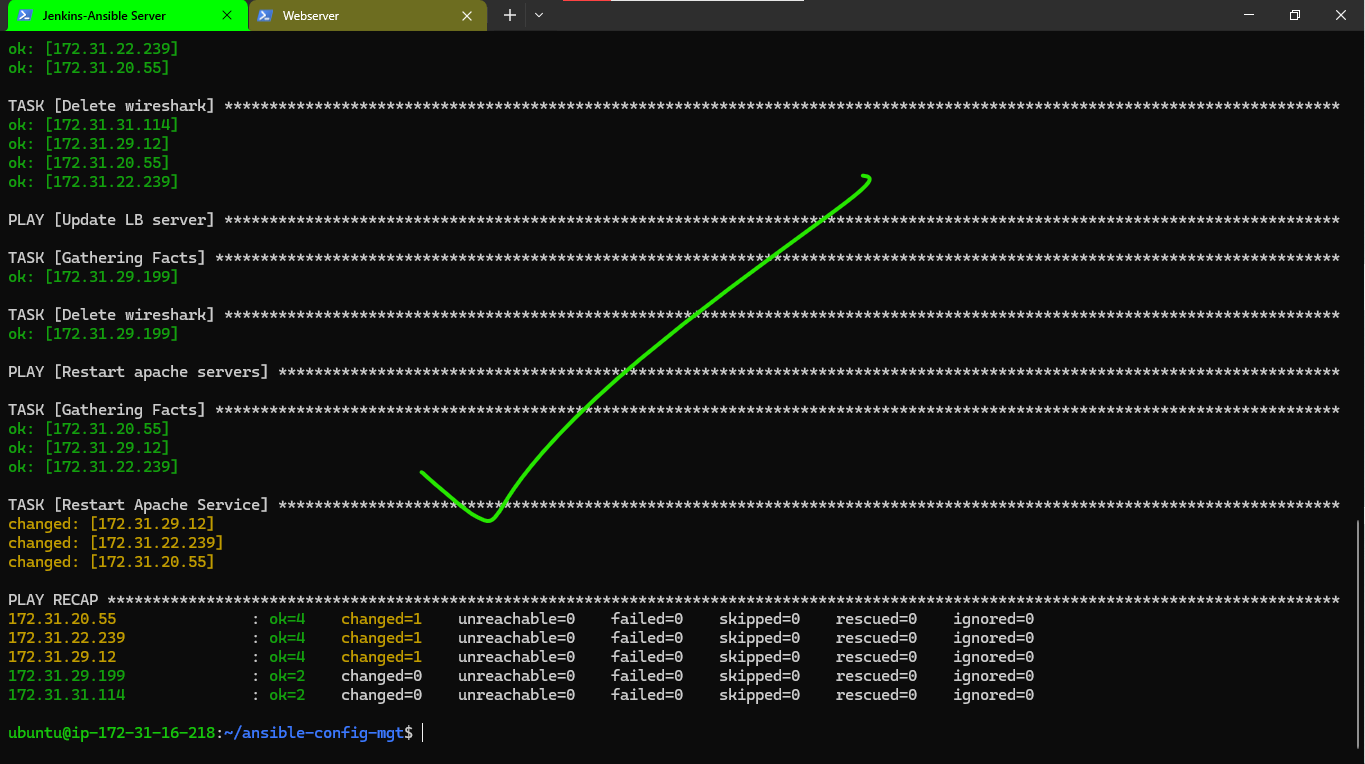 Jenkins-Ansible Server Webserver
ok: [172.31.22.239]
ok: [172.31.20.55]
TASK [Delete wireshark] ****************************************************************************************************************************
ok: [172.31.31.114]
ok: [172.31.29.12]
ok: [172.31.20.55]
ok: [172.31.22.239]
PLAY [Update LB server] ****************************************************************************************************************************
TASK [Gathering Facts] *****************************************************************************************************************************
ok: [172.31.29.199]
TASK [Delete wireshark] ****************************************************************************************************************************
ok: [172.31.29.199]
PLAY [Restart apache servers] **********************************************************************************************************************
TASK [Gathering Facts] *****************************************************************************************************************************
ok: [172.31.20.55]
ok: [172.31.29.12]
ok: [172.31.22.239]
TASK [Restart Apache Service] **********************************************************************************************************************
changed: [172.31.29.12]
changed: [172.31.22.239]
changed: [172.31.20.55]
PLAY RECAP *****************************************************************************************************************************************
172.31.20.55 : ok=4 changed=1 unreachable=0 failed=0 skipped=0 rescued=0 ignored=0
172.31.22.239 : ok=4 changed=1 unreachable=0 failed=0 skipped=0 rescued=0 ignored=0
172.31.29.12 : ok=4 changed=1 unreachable=0 failed=0 skipped=0 rescued=0 ignored=0
172.31.29.199 : ok=2 changed=0 unreachable=0 failed=0 skipped=0 rescued=0 ignored=0
172.31.31.114 : ok=2 changed=0 unreachable=0 failed=0 skipped=0 rescued=0 ignored=0
ubuntu@ip-172-31-16-218:~/ansible-config-mgt$